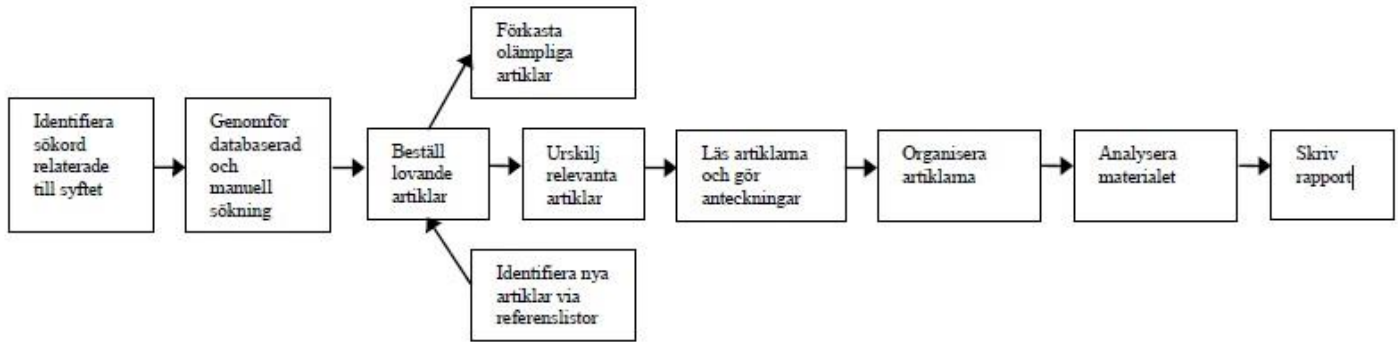 Identifiera
sökord
relaterade
till syftet
Genomför
databaserad
och
manuell
sökning
Beställ
lovande
artiklar
Förkasta
olämpliga
artiklar
Identifiera nya
artiklar via
referenslistor
Urskilj
relevanta
artiklar
Läs artiklarna
och gör
anteckningar
Organisera
artiklarna
Analysera
materialet
Skriv
rapport